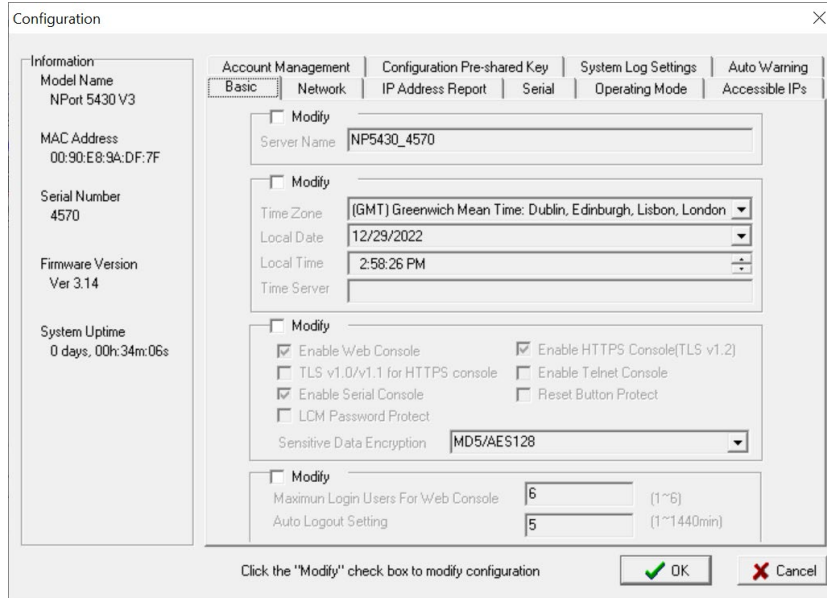 Configuration
Information
Model Name
NPort 5430 V3
MAC Address
00:90:E8:9A:DF:7F
Serial Number
4570
Firmware Version
Ver 3.14
System Uptime
0 days, 00h:34m:06s
Account Management Configuration Pre-shared Key System Log Settings Auto Warning
Basic Network IP Address Report Serial Operating Mode Accessible IPs
Modify
Server Name NP5430_4570
Modify
Time Zone (GMT) Greenwich Mean Time: Dublin, Edinburgh, Lisbon, London
Local Date 12/29/2022
Local Time 2:58:26 PM
Time Server
Modify
Enable Web Console Enable HTTPS Console(TLS v1.2)
TLS v1.0/v1.1 for HTTPS console Enable Telnet Console
Enable Serial Console Reset Button Protect
LCM Password Protect
Sensitive Data Encryption MD5/AES128
Modify
Maximun Login Users For Web Console 6 (1~6)
Auto Logout Setting 5 (1~1440min)
Click the "Modify" check box to modify configuration OK Cancel